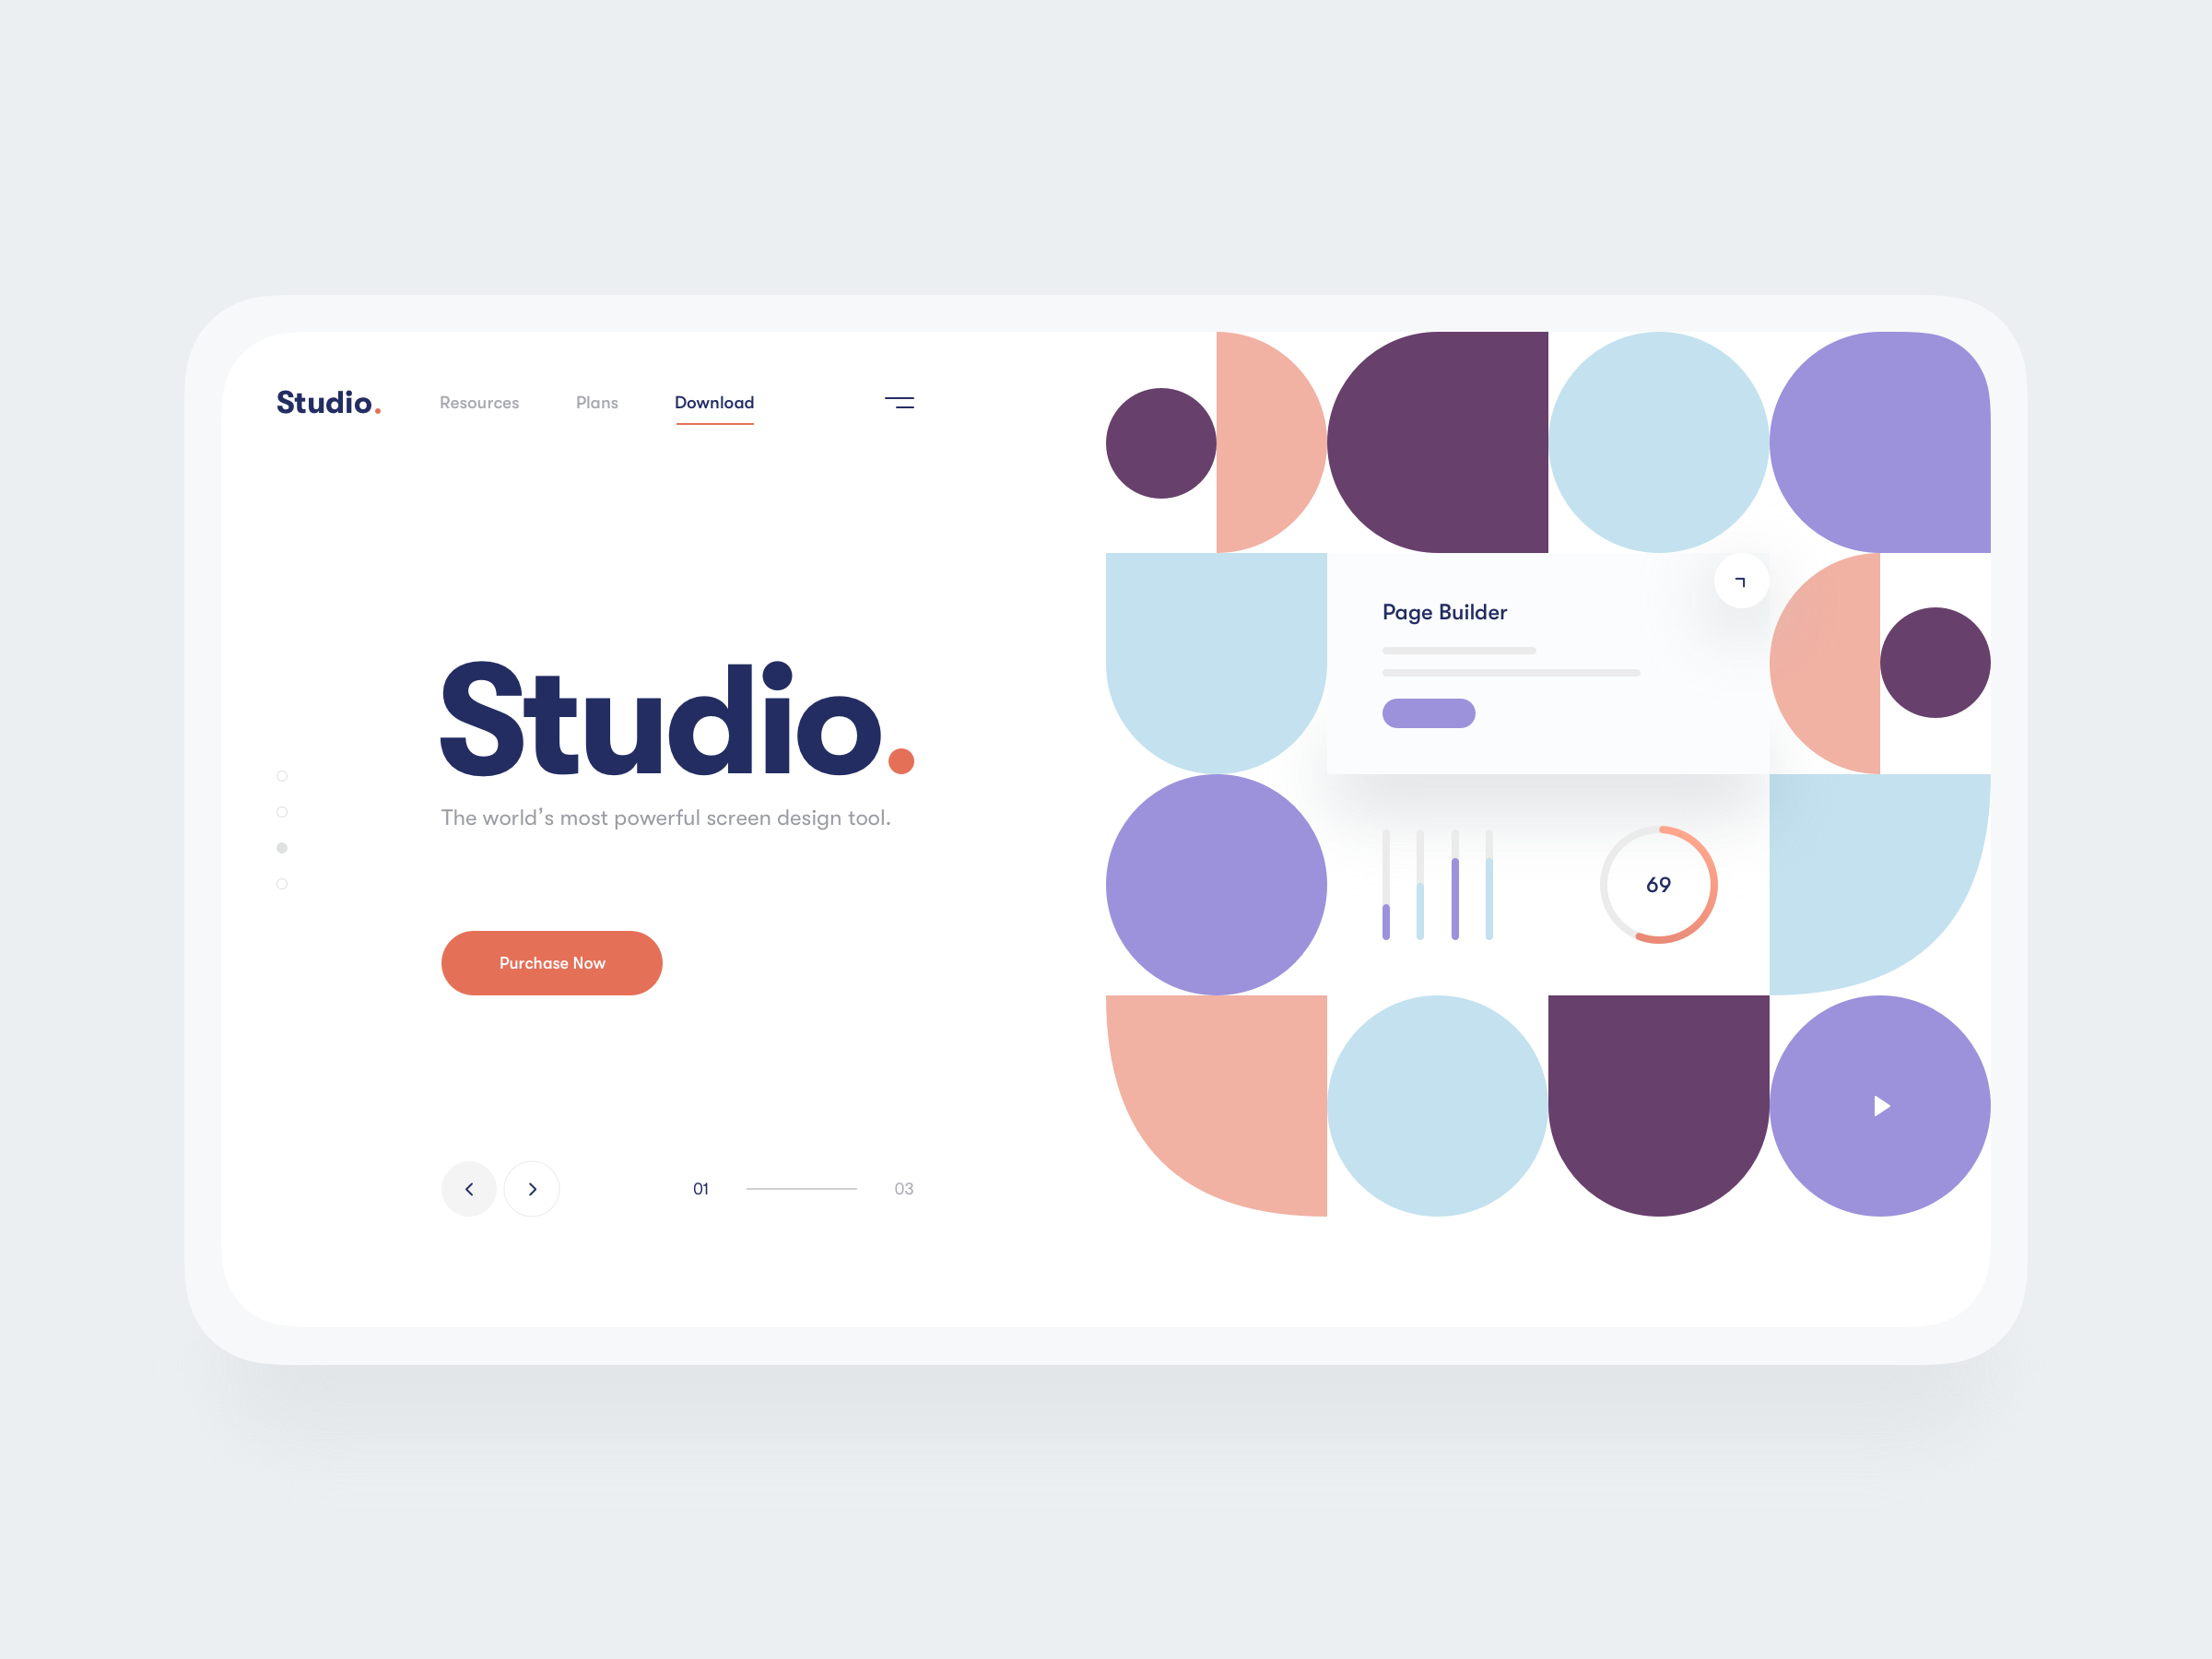 Studio.
Resources
Plans
Download
Studio.
The world’s most powerful screen design tool.
Purchase Now
01
03
Page Builder
69